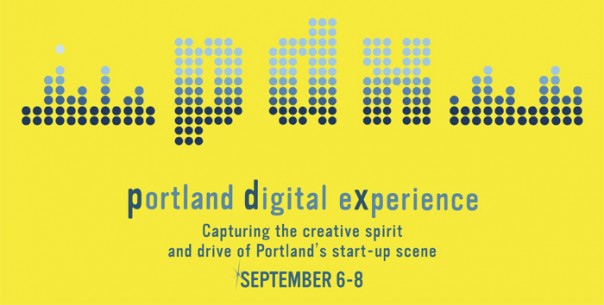 pdx
portland digital experience
Capturing the creative spirit
and drive of Portland's start-up scene
SEPTEMBER 6-8